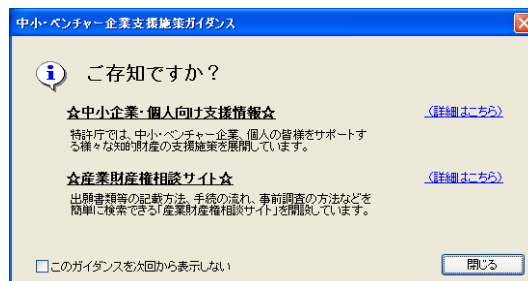 中小・ベンチャー企業支援施策ガイダンス
ご存知ですか?
☆中小企業・個人向け支援情報☆
(詳細はこちら)
特許庁では、中小・ベンチャー企業、個人の皆様をサポートす
る様々な知的財産の支援施策を展開しています。
☆産業財産権相談サイト☆
(詳細はこちら)
出願書類等の記載方法、手続の流れ、事前調査の方法などを
簡単に検索できる「産業財産権相談サイト」を開設しています。
このガイダンスを次回から表示しない
閉じる